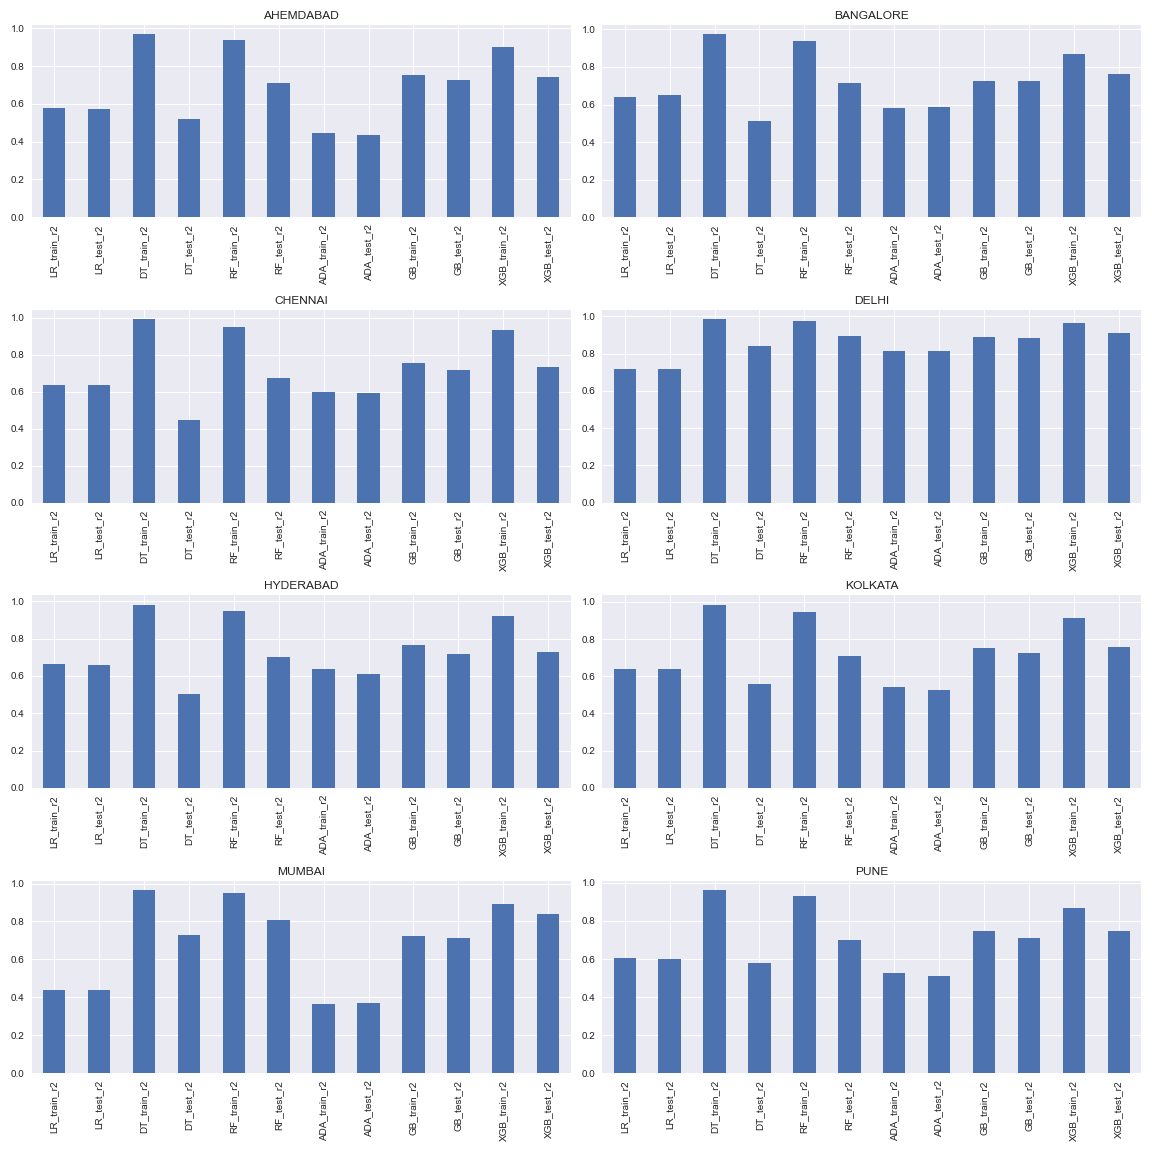 AHEMDABAD
1.0
0.8
0.6
0.4
0.2
0.0
LR_train_r2
LR_test_r2
DT_train_r2
DT_test_r2
RF_train_r2
RF_test_r2
ADA_train_r2
ADA_test_r2
GB_train_r2
GB_test_r2
XGB_train_r2
XGB_test_r2
BANGALORE
1.0
0.8
0.6
0.4
0.2
0.0
LR_train_r2
LR_test_r2
DT_train_r2
DT_test_r2
RF_train_r2
RF_test_r2
ADA_train_r2
ADA_test_r2
GB_train_r2
GB_test_r2
XGB_train_r2
XGB_test_r2
CHENNAI
1.0
0.8
0.6
0.4
0.2
0.0
LR_train_r2
LR_test_r2
DT_train_r2
DT_test_r2
RF_train_r2
RF_test_r2
ADA_train_r2
ADA_test_r2
GB_train_r2
GB_test_r2
XGB_train_r2
XGB_test_r2
DELHI
1.0
0.8
0.6
0.4
0.2
0.0
LR_train_r2
LR_test_r2
DT_train_r2
DT_test_r2
RF_train_r2
RF_test_r2
ADA_train_r2
ADA_test_r2
GB_train_r2
GB_test_r2
XGB_train_r2
XGB_test_r2
HYDERABAD
1.0
0.8
0.6
0.4
0.2
0.0
LR_train_r2
LR_test_r2
DT_train_r2
DT_test_r2
RF_train_r2
RF_test_r2
ADA_train_r2
ADA_test_r2
GB_train_r2
GB_test_r2
XGB_train_r2
XGB_test_r2
KOLKATA
1.0
0.8
0.6
0.4
0.2
0.0
LR_train_r2
LR_test_r2
DT_train_r2
DT_test_r2
RF_train_r2
RF_test_r2
ADA_train_r2
ADA_test_r2
GB_train_r2
GB_test_r2
XGB_train_r2
XGB_test_r2
MUMBAI
1.0
0.8
0.6
0.4
0.2
0.0
LR_train_r2
LR_test_r2
DT_train_r2
DT_test_r2
RF_train_r2
RF_test_r2
ADA_train_r2
ADA_test_r2
GB_train_r2
GB_test_r2
XGB_train_r2
XGB_test_r2
PUNE
1.0
0.8
0.6
0.4
0.2
0.0
LR_train_r2
LR_test_r2
DT_train_r2
DT_test_r2
RF_train_r2
RF_test_r2
ADA_train_r2
ADA_test_r2
GB_train_r2
GB_test_r2
XGB_train_r2
XGB_test_r2